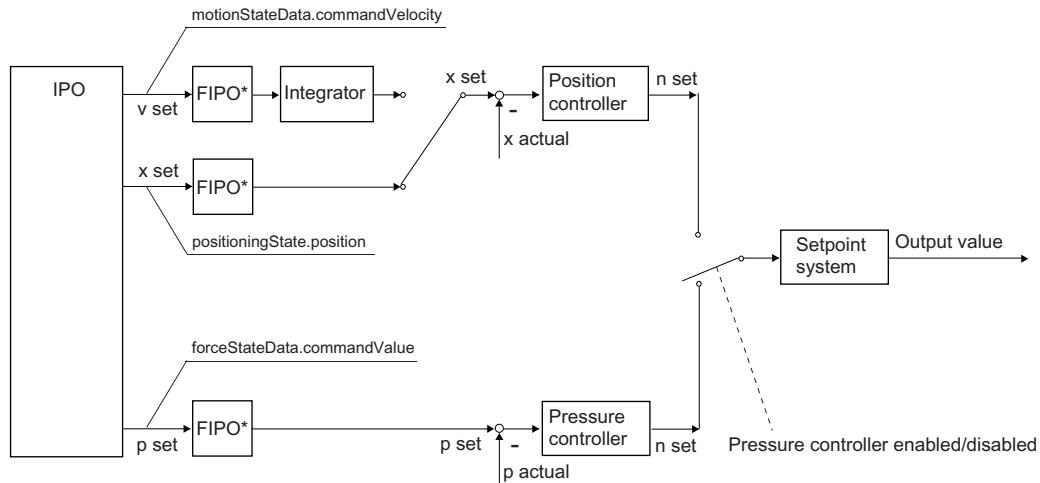 motionStateData.commandVelocity
IPO
v set
FIPO*
Integrator
x set
-
x actual
Position
controller
n set
x set
FIPO*
positioningState.position
Setpoint
system
Output value
forceStateData.commandValue
p set
FIPO*
p set
-
p actual
Pressure
controller
n set
Pressure controller enabled/disabled